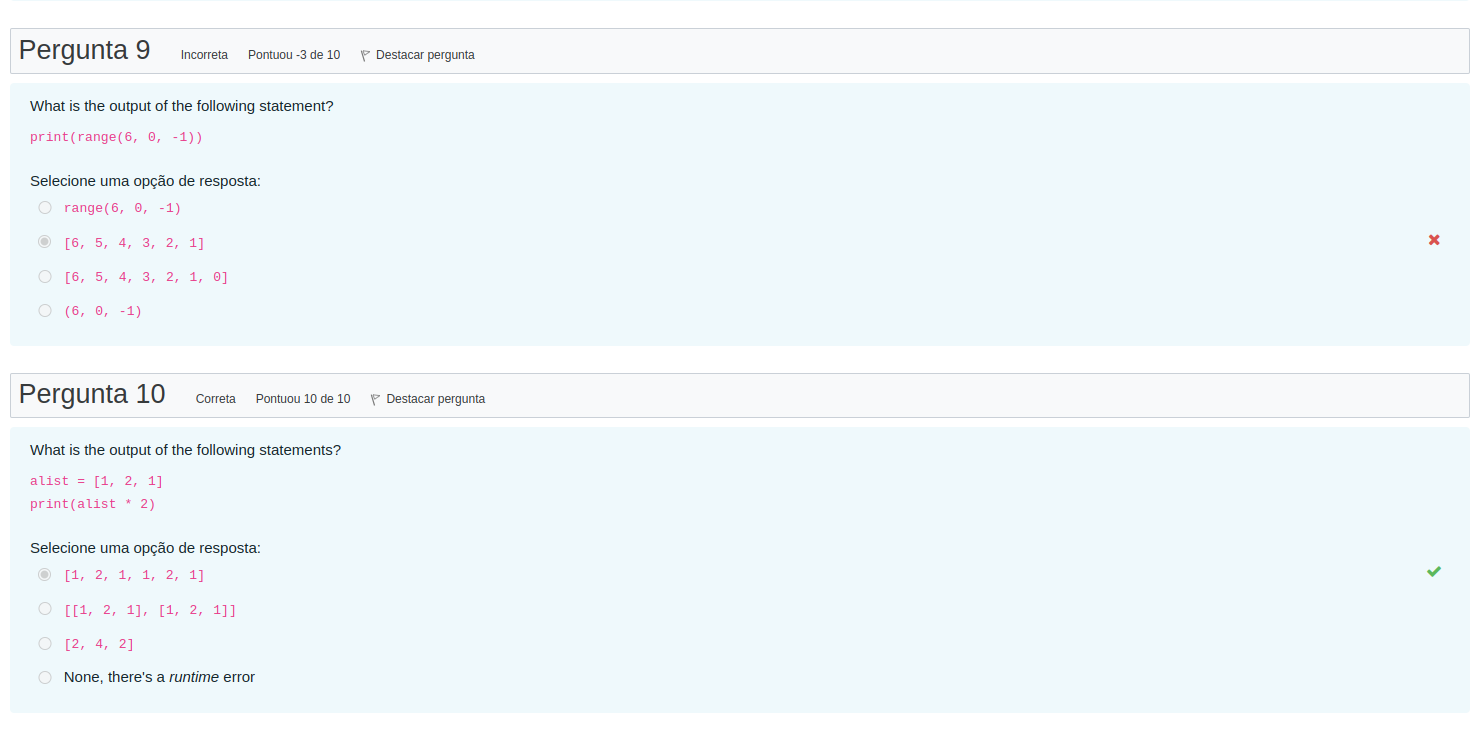 Pergunta 9 Incorreta Pontuou -3 de 10 Destacar pergunta
What is the output of the following statement?
print(range(6, 0, -1))
Selecione uma opção de resposta:
range(6, 0, -1)
[6, 5, 4, 3, 2, 1]
[6, 5, 4, 3, 2, 1, 0]
(6, 0, -1)
Pergunta 10 Correta Pontuou 10 de 10 Destacar pergunta
What is the output of the following statements?
alist = [1, 2, 1]
print(alist * 2)
Selecione uma opção de resposta:
[1, 2, 1, 1, 2, 1]
[[1, 2, 1], [1, 2, 1]]
[2, 4, 2]
None, there's a runtime error